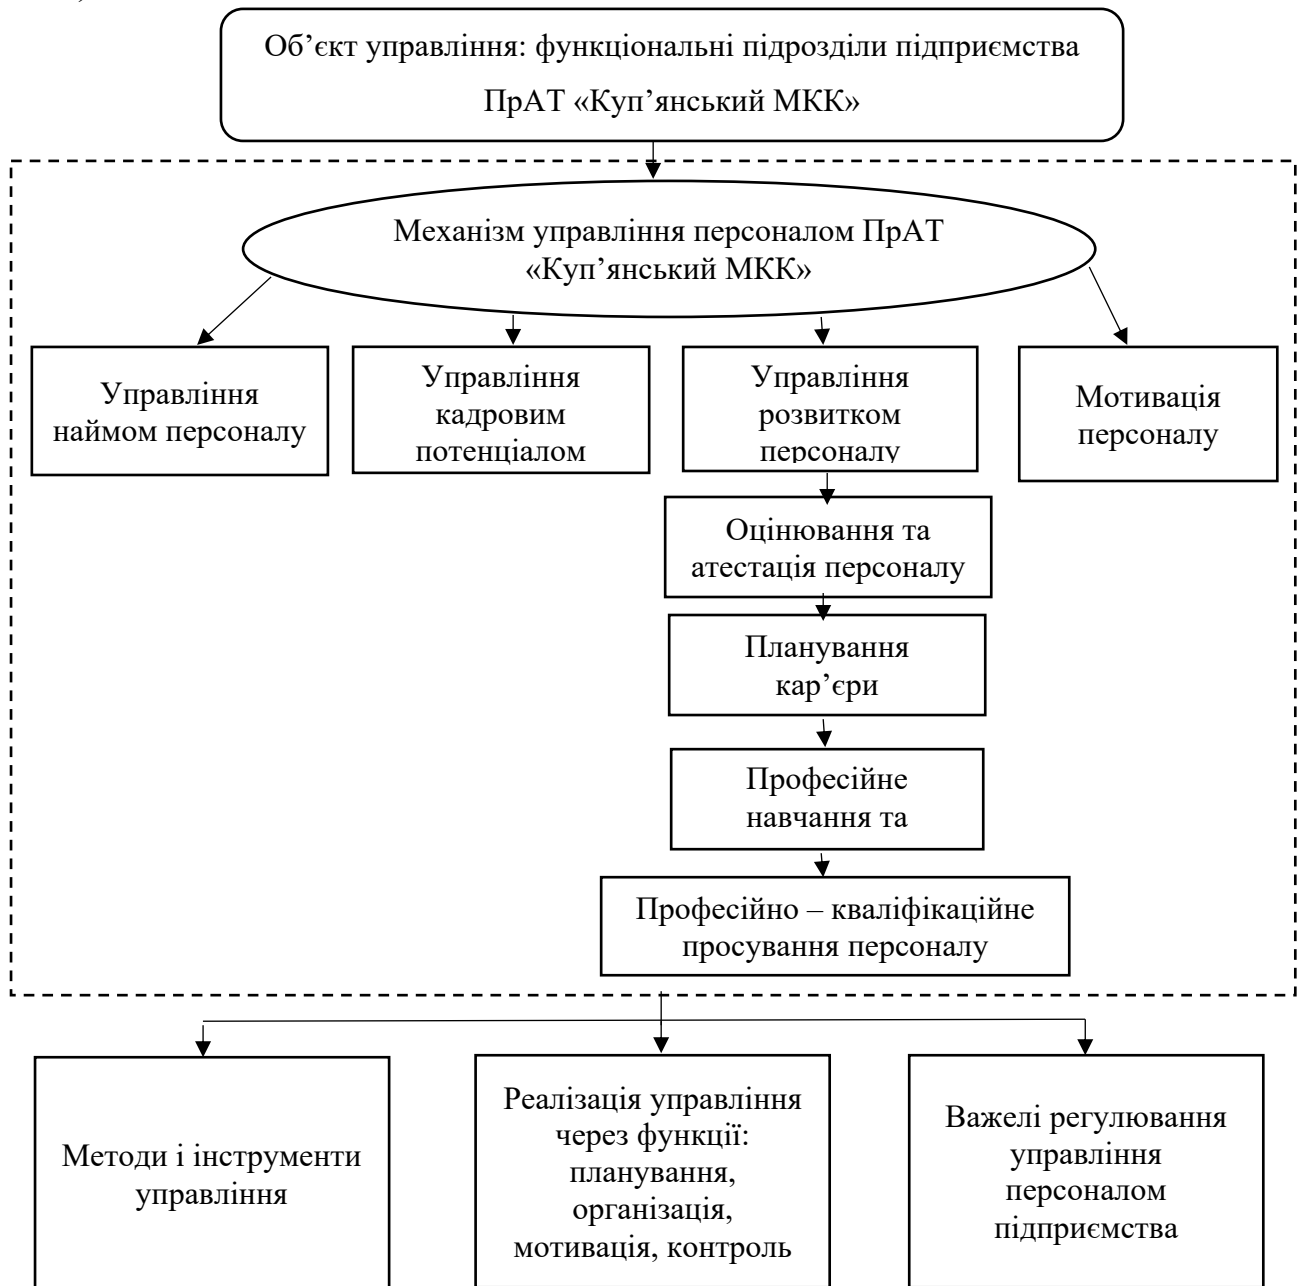 Об’єкт управління: функціональні підрозділи підприємства
ПрАТ «Куп’янський МКК»
Механізм управління персоналом ПрАТ
«Куп’янський МКК»
Управління
наймом персоналу
Управління
кадровим
потенціалом
Управління
розвитком
персоналу
Мотивація
персоналу
Оцінювання та
атестація персоналу
Планування
кар’єри
Професійне
навчання та
Професійно – кваліфікаційне
просування персоналу
Методи і інструменти
управління
Реалізація управління
через функції:
планування,
організація,
мотивація, контроль
Важелі регулювання
управління
персоналом
підприємства